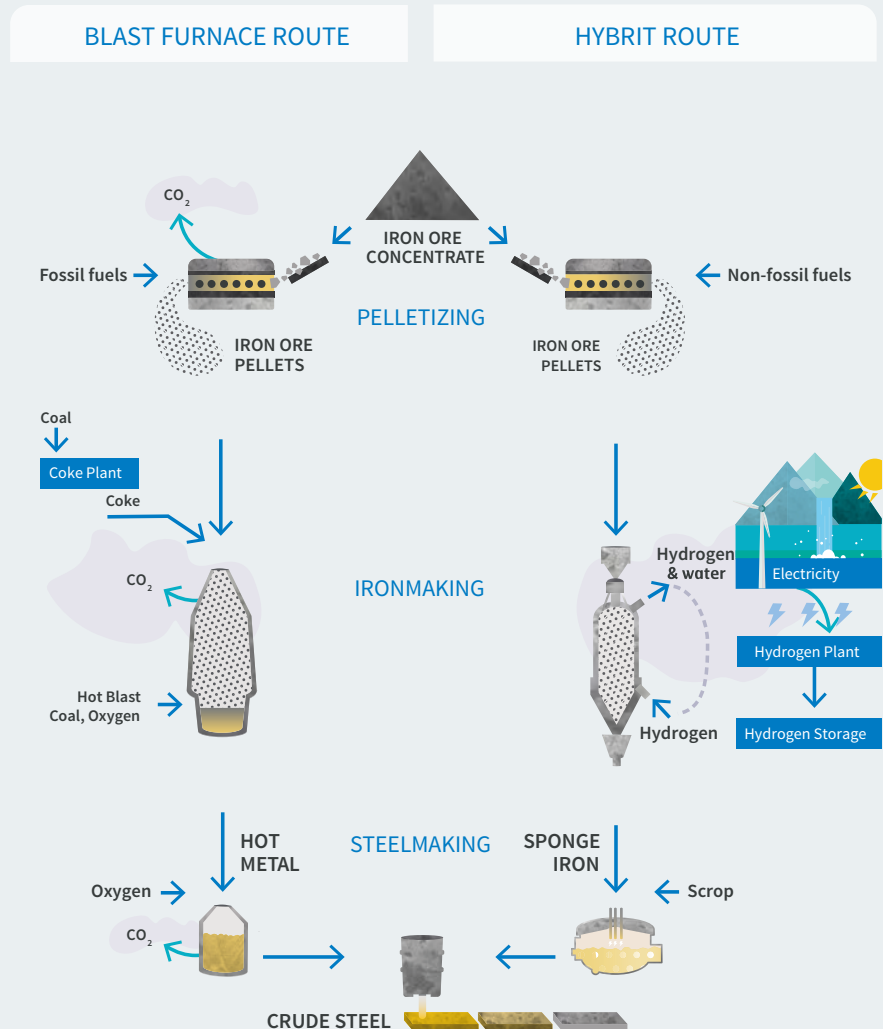 BLAST FURNACE ROUTE
HYBRIT ROUTE
CO2
IRON ORE
CONCENTRATE
Fossil fuels
Non-fossil fuels
PELLETIZING
IRON ORE
PELLETS
IRON ORE
PELLETS
Coal
Coke Plant
Coke
CO2
IRONMAKING
Hydrogen
& water
Electricity
Hydrogen Plant
Hot Blast
Coal, Oxygen
Hydrogen
Hydrogen Storage
HOT
METAL
STEELMAKING
SPONGE
IRON
Oxygen
Scrop
CO2
CRUDE STEEL